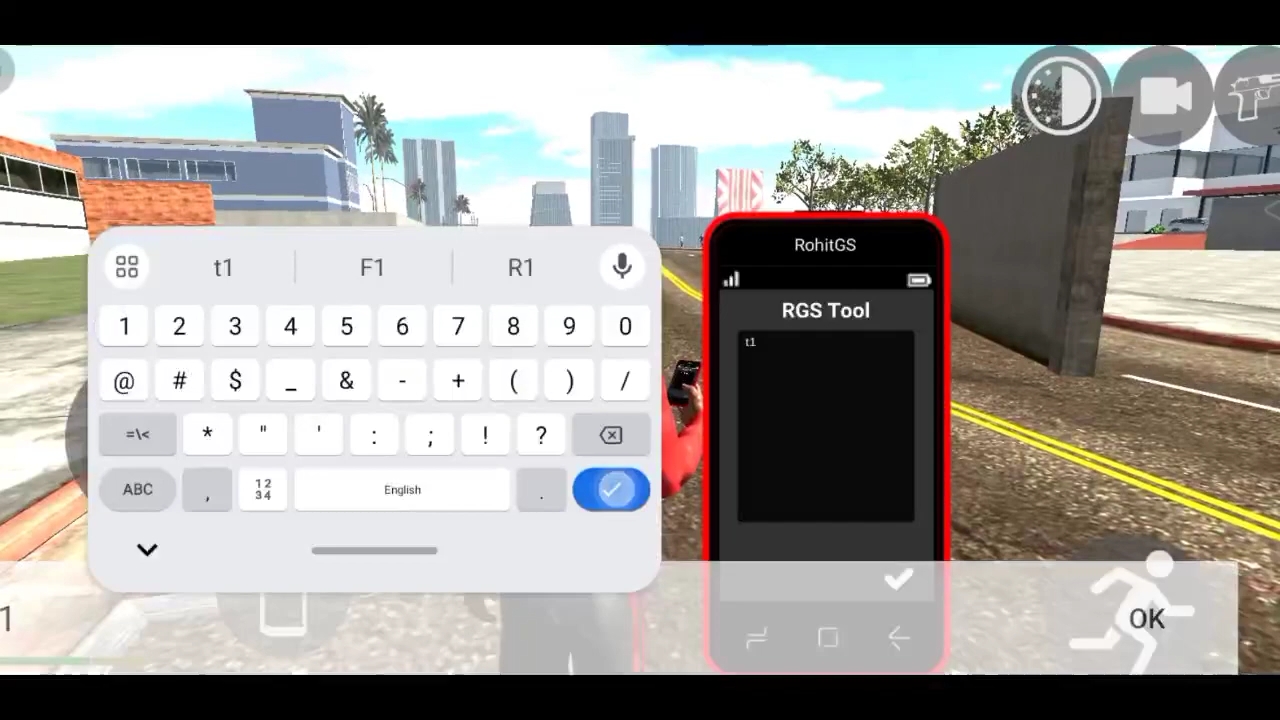 RohitGS
RGS Tool
t1
t1 F1 R1
1 2 3 4 5 6 7 8 9 0
@ # $ _ & - + ( ) /
=\< * " ' : ; ! ?
ABC , 12 34 English .
1
OK